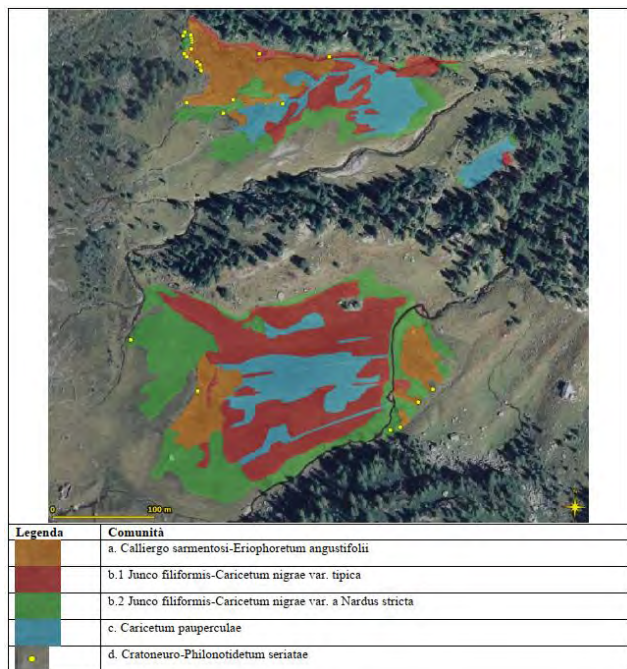 0 100 m
Legenda Comunità
a. Calliergo sarmentosi-Eriophoretum angustifolii
b.1 Junco filiformis-Caricetum nigrae var. tipica
b.2 Junco filiformis-Caricetum nigrae var. a Nardus stricta
c. Caricetum pauperculae
d. Cratoneuro-Philonotidetum seriatae